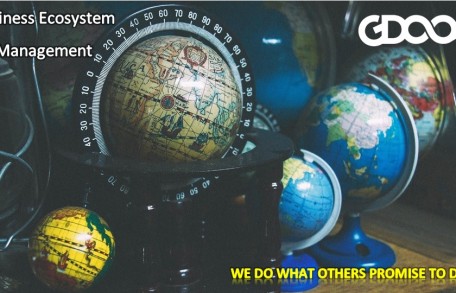 iness Ecosystem
GDOO
Management
WE DO WHAT OTHERS PROMISE TO D